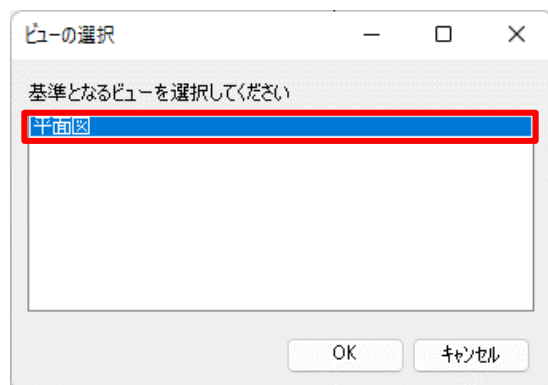 ビューの選択
基準となるビューを選択してください
平面図
OK
キャンセル